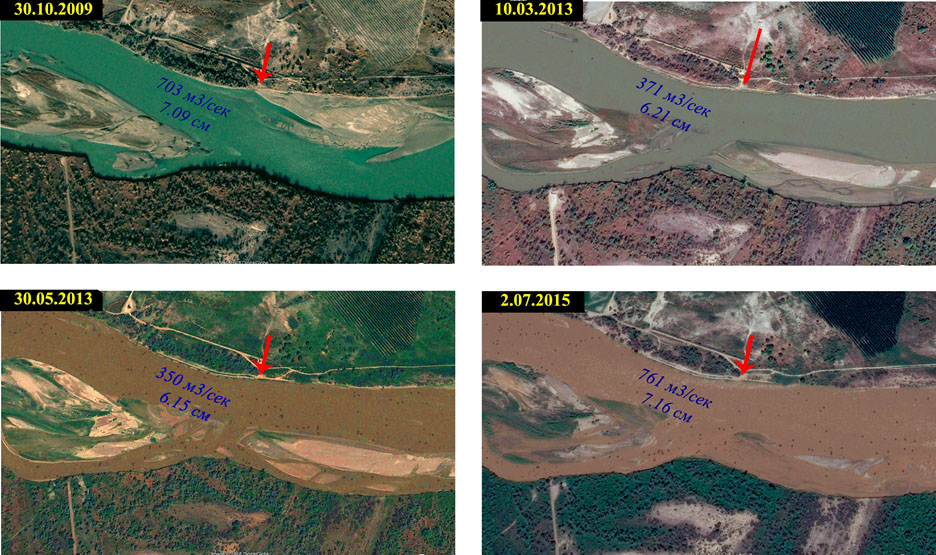 30.10.2009
703 м3/сек
7.09 см
10.03.2013
371 м3/сек
6.21 см
30.05.2013
350 м3/сек
6.15 см
2.07.2015
761 м3/сек
7.16 см